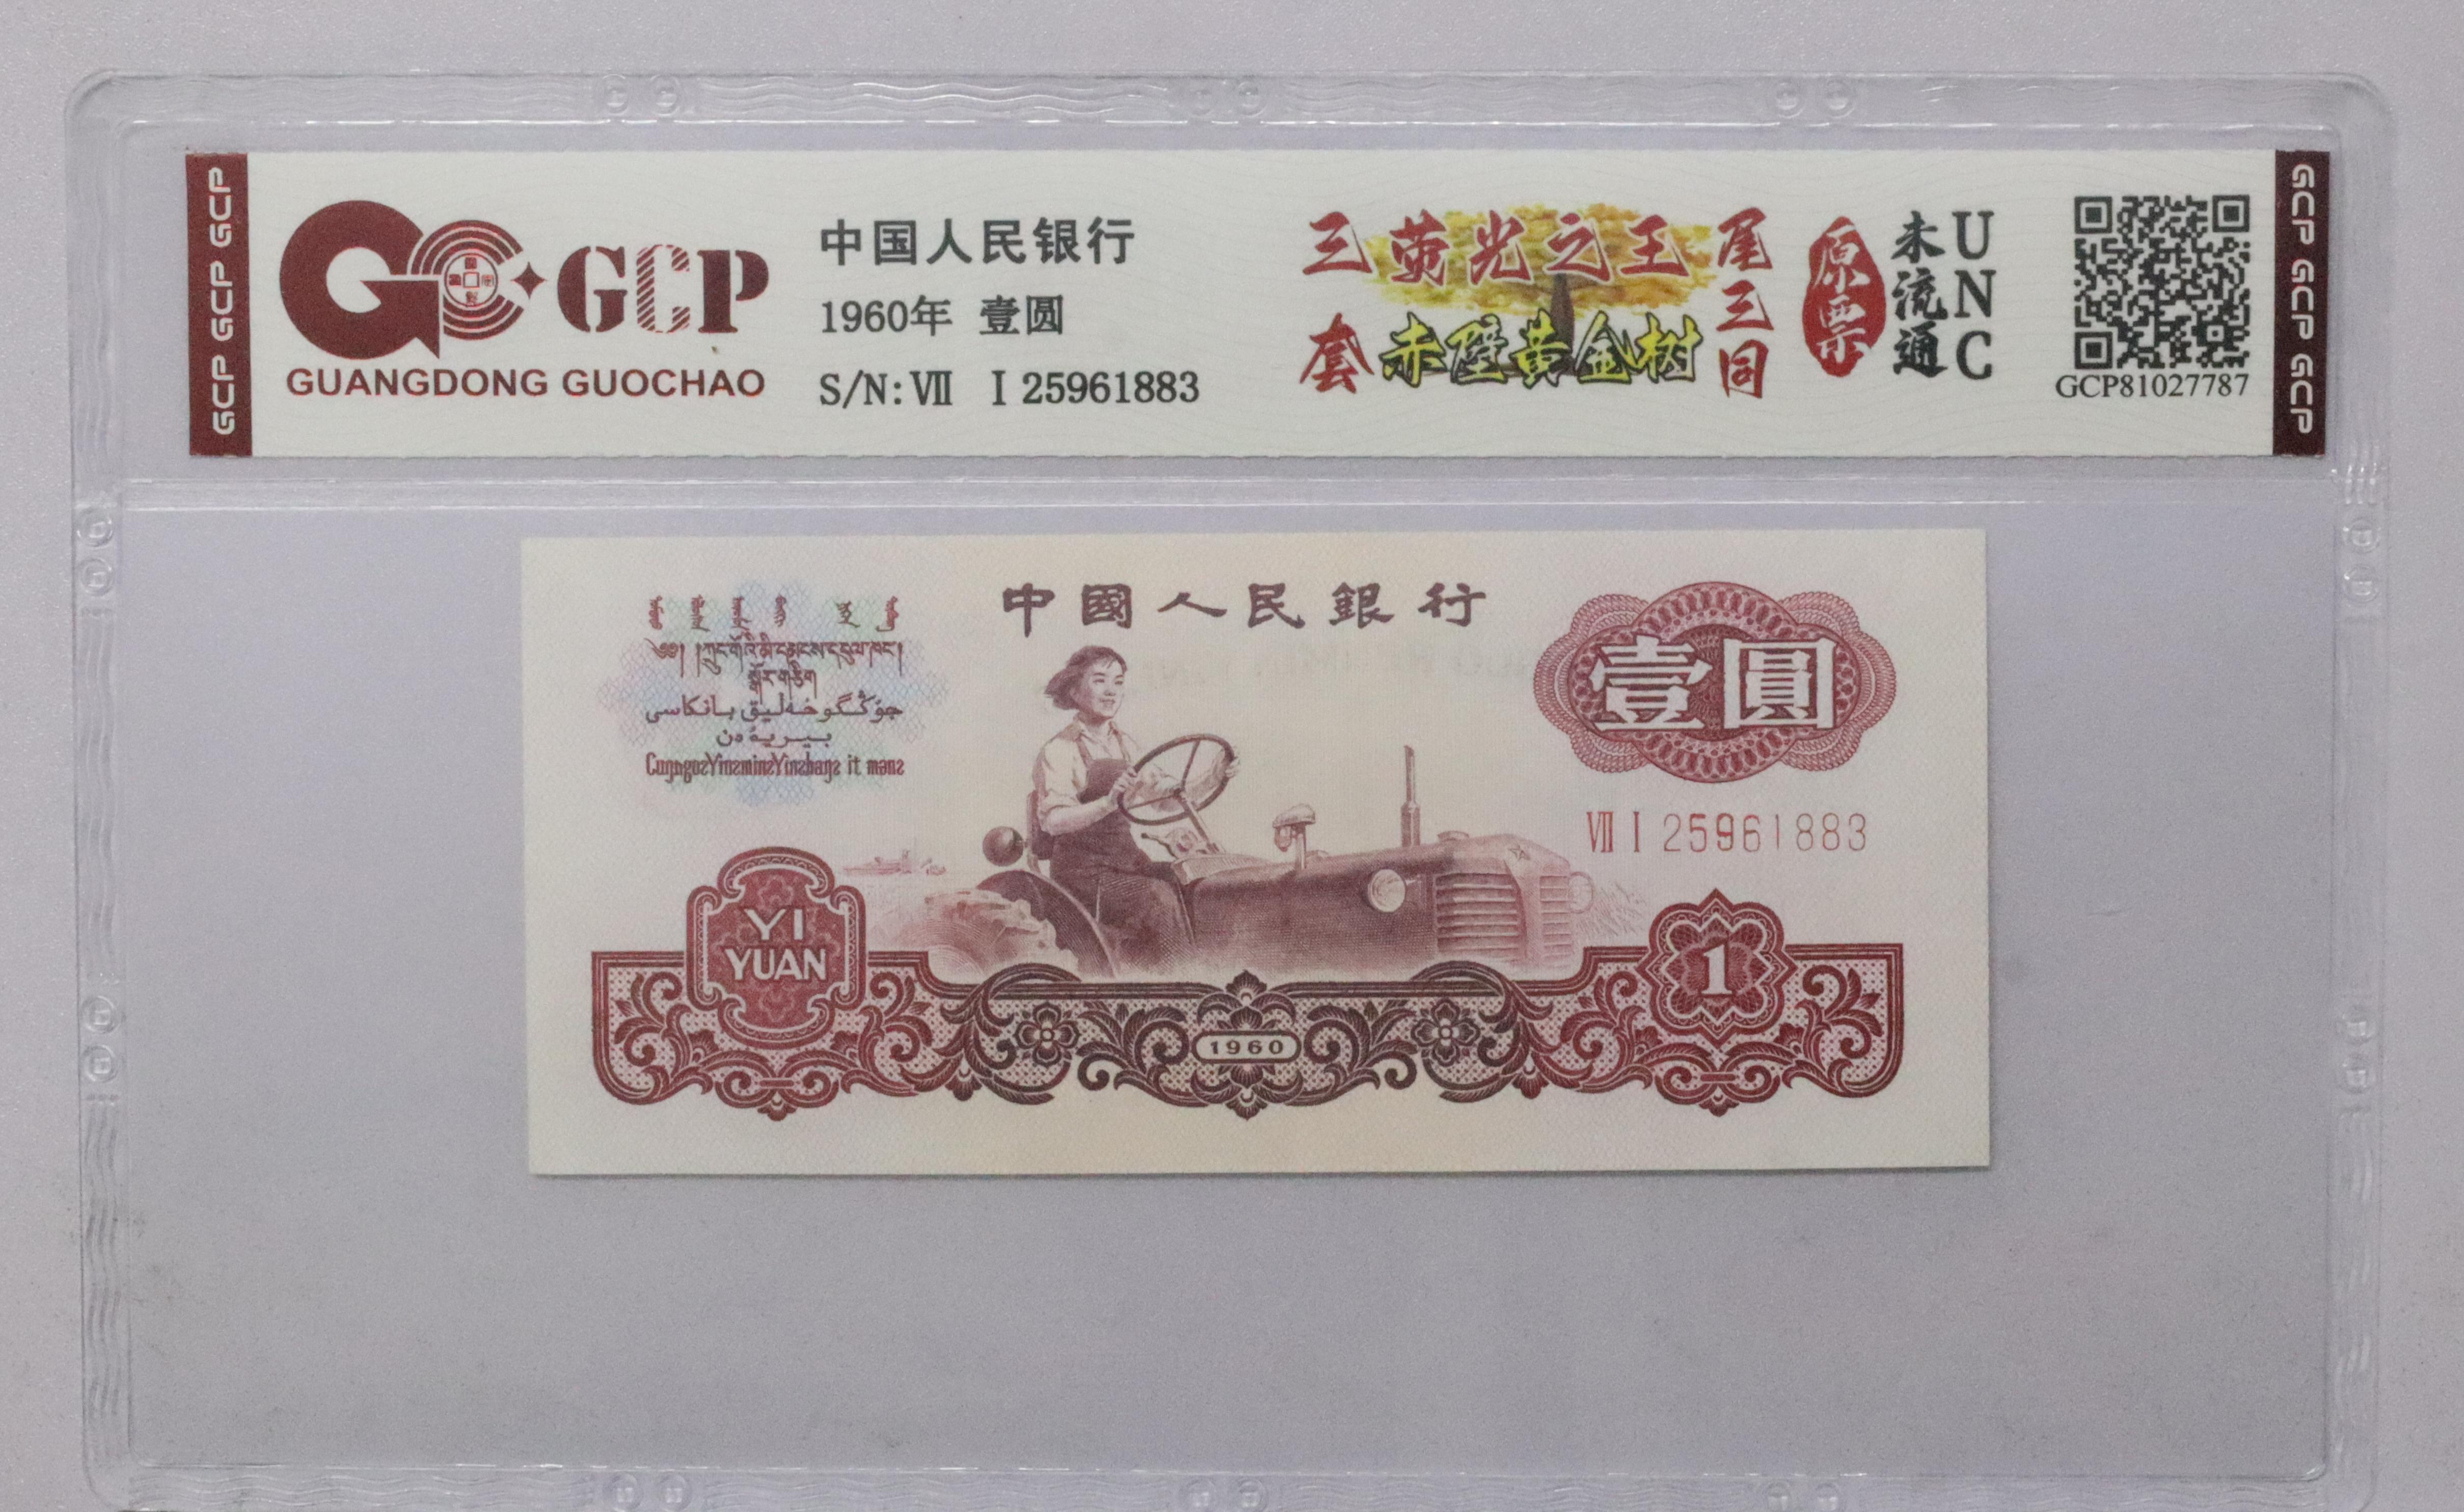 GCP GCP GCP
GCP
GUANGDONG GUOCHAO
中国人民银行
1960年 壹圆
S/N: Ⅶ Ⅰ 25961883
三套
荧光之王
赤壁黄金树
尾三同
原票
未流通
UNC
GCP81027787
GCP GCP GCP
中國人民銀行
壹圓
Ⅶ Ⅰ 25961883
YI
YUAN
1960
1